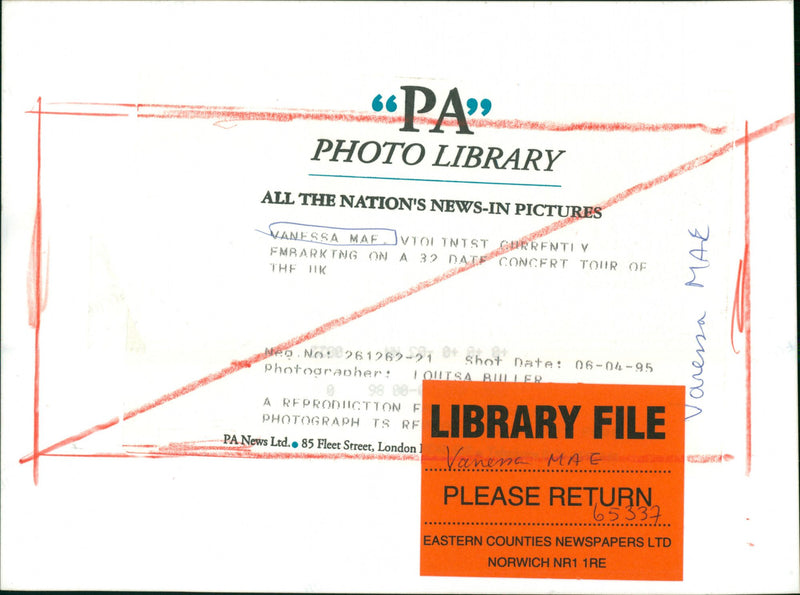 "PA"
PHOTO LIBRARY
ALL THE NATION'S NEWS-IN PICTURES
VANESSA MAE, VIOLINIST CURRENTLY
EMBARKING ON A 32 DATE CONCERT TOUR OF
THE UK
Neg No: 261262-21 Shot Date: 06-04-95
Photographer: LOUISA BULLER
A REPRODUCTION F
PHOTOGRAPH IS RE
PA News Ltd. • 85 Fleet Street, London
LIBRARY FILE
Vanessa MAE
PLEASE RETURN
65337
EASTERN COUNTIES NEWSPAPERS LTD
NORWICH NR1 1RE
Vanessa MAE